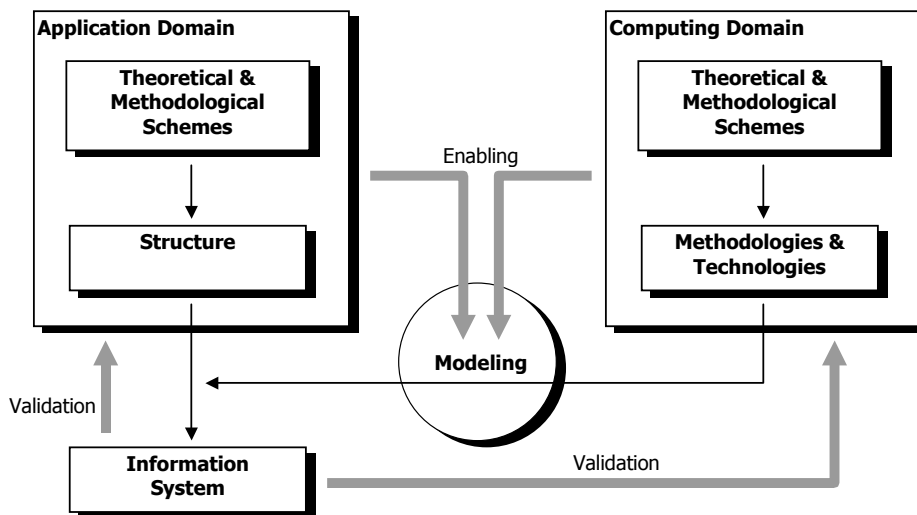 Application Domain
Theoretical &
Methodological
Schemes
Structure
Computing Domain
Theoretical &
Methodological
Schemes
Methodologies &
Technologies
Enabling
Modeling
Validation
Information
System
Validation